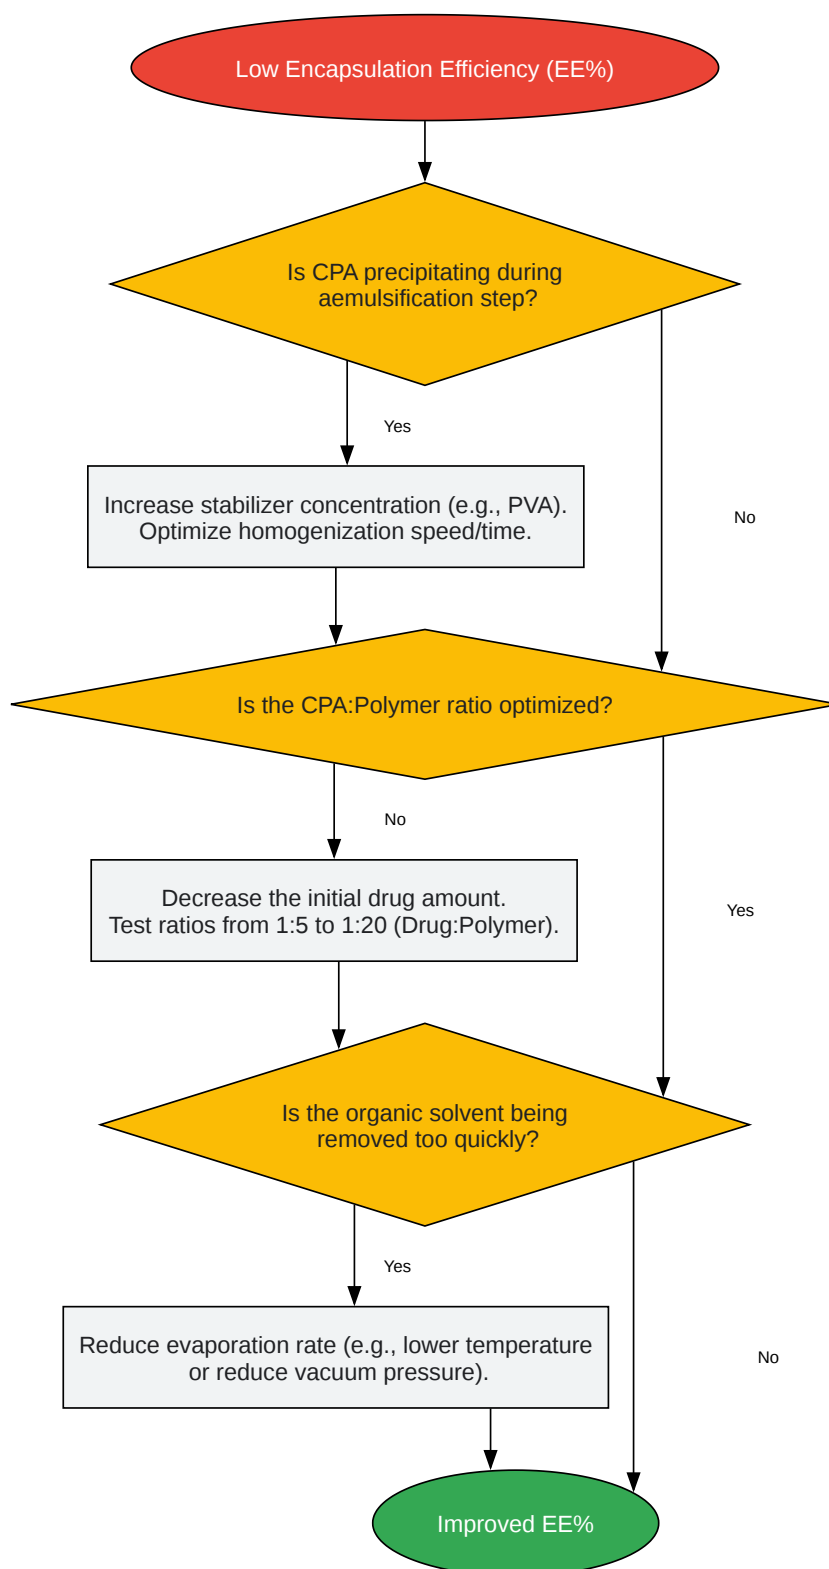 Low Encapsulation Efficiency (EE%)
Is CPA precipitating during
aemulsification step?
Yes
Increase stabilizer concentration (e.g., PVA).
Optimize homogenization speed/time.
No
Is the CPA:Polymer ratio optimized?
No
Decrease the initial drug amount.
Test ratios from 1:5 to 1:20 (Drug:Polymer).
Yes
Is the organic solvent being
removed too quickly?
Yes
Reduce evaporation rate (e.g., lower temperature
or reduce vacuum pressure).
No
Improved EE%